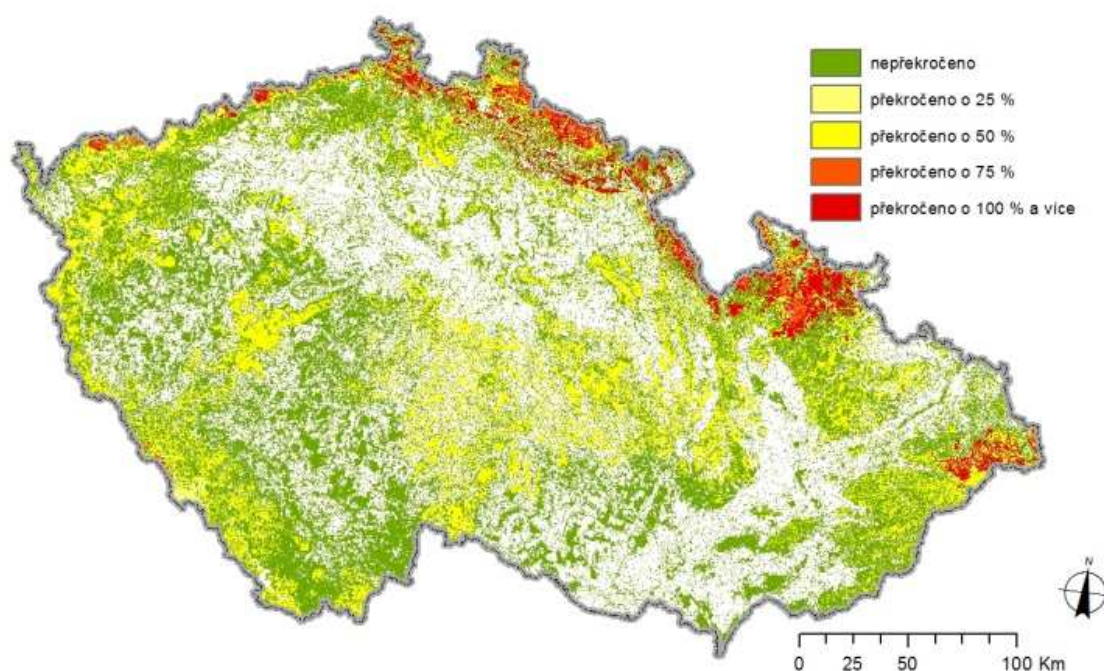 nepřekročeno
překročeno o 25 %
překročeno o 50 %
překročeno o 75 %
překročeno o 100 % a více
N
0 25 50 100 Km